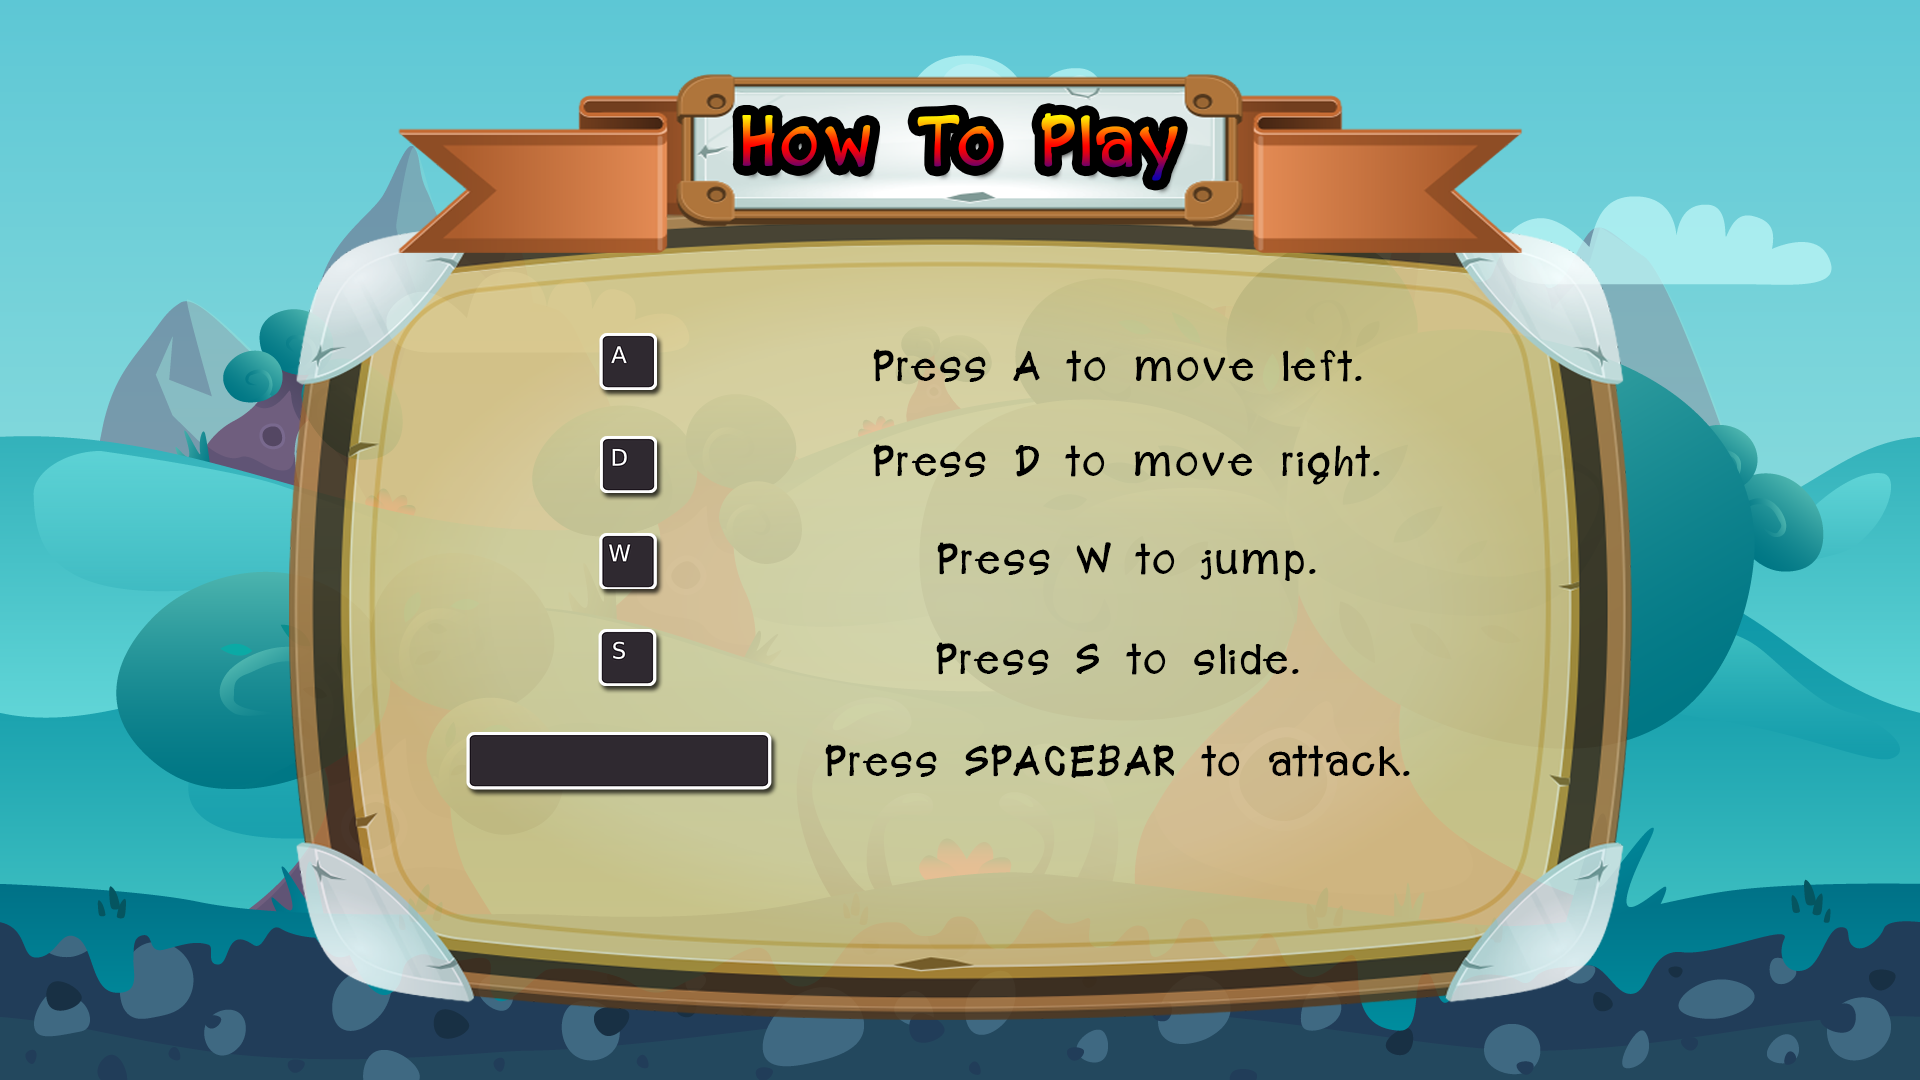 How To Play
A
Press A to move left.
D
Press D to move right.
W
Press W to jump.
S
Press S to slide.
Press SPACEBAR to attack.